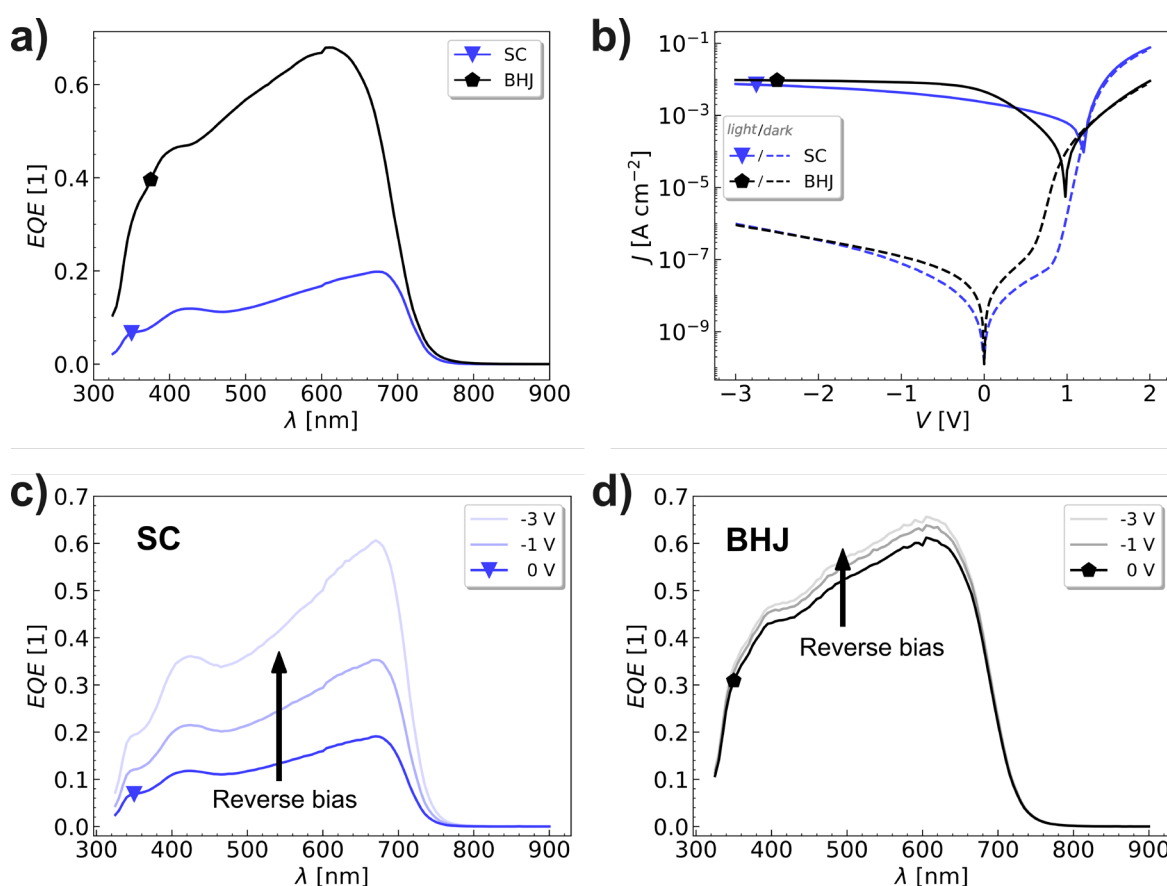 a)
0.6
0.4
0.2
0.0
EQE [1]
SC
BHJ
300 400 500 600 700 800 900
λ [nm]
b)
10⁻¹
10⁻³
10⁻⁵
10⁻⁷
10⁻⁹
J [A cm⁻²]
light/dark
/ SC
/ BHJ
−3 −2 −1 0 1 2
V [V]
c)
0.7
0.6
0.5
0.4
0.3
0.2
0.1
0.0
EQE [1]
SC
-3 V
-1 V
0 V
Reverse bias
300 400 500 600 700 800 900
λ [nm]
d)
0.7
0.6
0.5
0.4
0.3
0.2
0.1
0.0
EQE [1]
BHJ
-3 V
-1 V
0 V
Reverse bias
300 400 500 600 700 800 900
λ [nm]